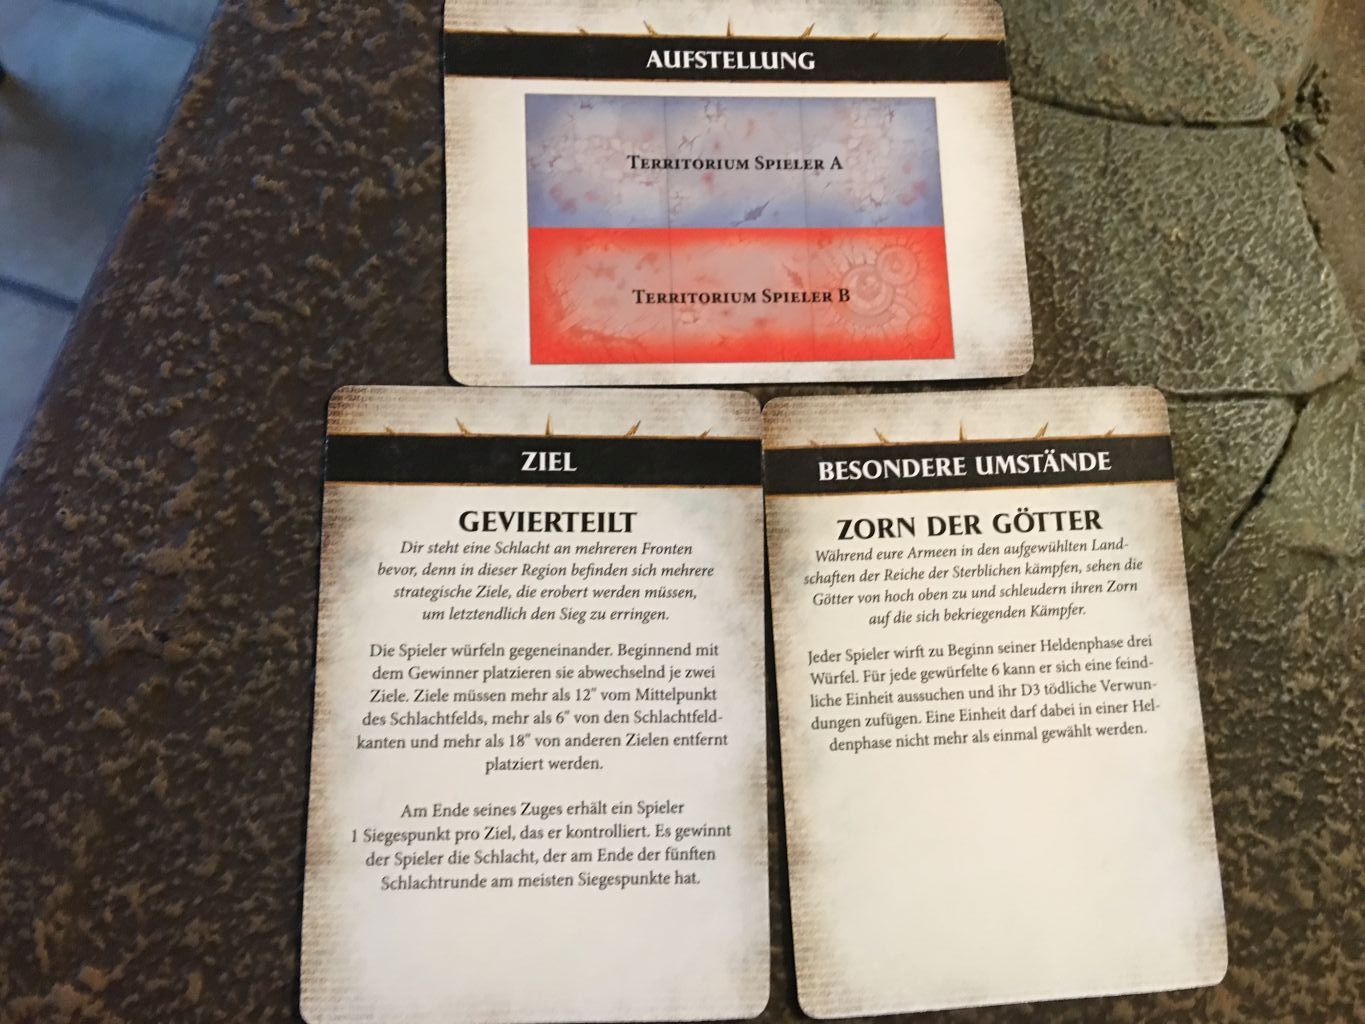 AUFSTELLUNG
TERRITORIUM SPIELER A
TERRITORIUM SPIELER B
ZIEL
GEVIERTEILT
Dir steht eine Schlacht an mehreren Fronten
bevor, denn in dieser Region befinden sich mehrere
strategische Ziele, die erobert werden müssen,
um letztendlich den Sieg zu erringen.
Die Spieler würfeln gegeneinander. Beginnend mit
dem Gewinner platzieren sie abwechselnd je zwei
Ziele. Ziele müssen mehr als 12" vom Mittelpunkt
des Schlachtfelds, mehr als 6" von den Schlachtfeld-
kanten und mehr als 18" von anderen Zielen entfernt
platziert werden.
Am Ende seines Zuges erhält ein Spieler
1 Siegespunkt pro Ziel, das er kontrolliert. Es gewinnt
der Spieler die Schlacht, der am Ende der fünften
Schlachtrunde am meisten Siegespunkte hat.
BESONDERE UMSTÄNDE
ZORN DER GÖTTER
Während eure Armeen in den aufgewühlten Land-
schaften der Reiche der Sterblichen kämpfen, sehen die
Götter von hoch oben zu und schleudern ihren Zorn
auf die sich bekriegenden Kämpfer.
Jeder Spieler wirft zu Beginn seiner Heldenphase drei
Würfel. Für jede gewürfelte 6 kann er sich eine feind-
liche Einheit aussuchen und ihr D3 tödliche Verwun-
dungen zufügen. Eine Einheit darf dabei in einer Hel-
denphase nicht mehr als einmal gewählt werden.